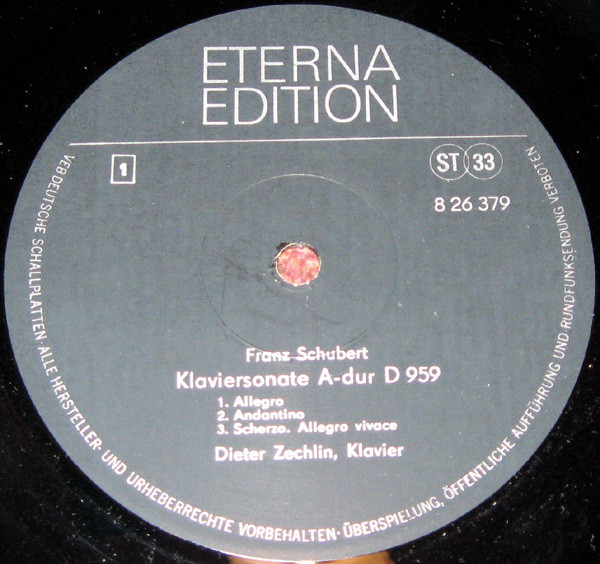 ETERNA
EDITION
1
ST 33
8 26 379
Franz Schubert
Klaviersonate A-dur D 959
1. Allegro
2. Andantino
3. Scherzo. Allegro vivace
Dieter Zechlin, Klavier
VEB DEUTSCHE SCHALLPLATTEN · ALLE HERSTELLER- UND URHEBERRECHTE VORBEHALTEN · ÜBERSPIELUNG, ÖFFENTLICHE AUFFÜHRUNG UND RUNDFUNKSENDUNG VERBOTEN